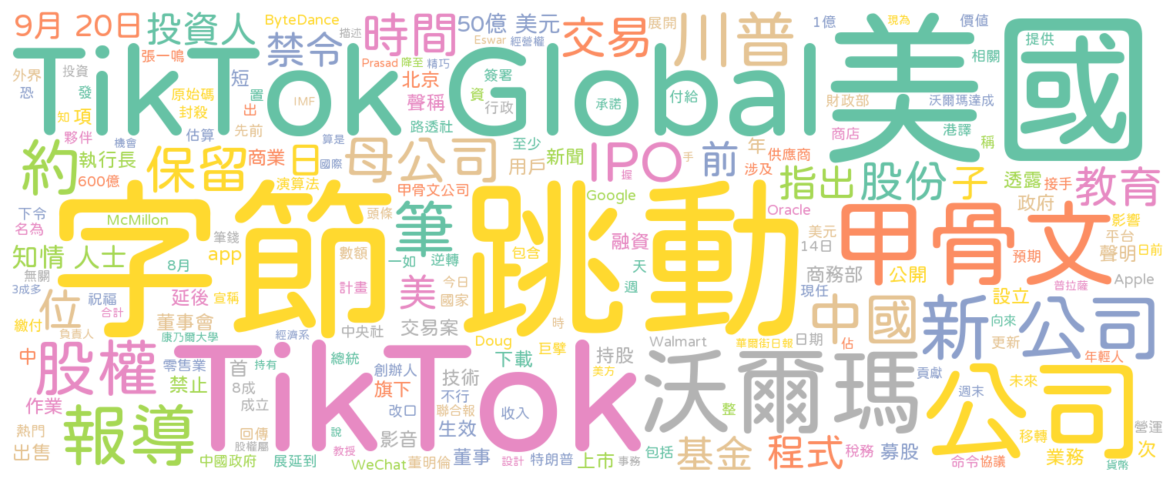 9月 20日 投資人 ByteDance 禁令 時間 50億 美元 交易 展開 川普 1億 現為 價值 提供
TikTok Global 美國
張一鳴 描述 Eswar 經營權
外界 投資 短 Prasad 降至 精巧 簽署 相關
恐 發 原始碼 置 北京 資 行政 承諾 付給 財政部 沃爾瑪達成
知 項 封殺 出 IMF 聲稱 商店 港譯 稱
夥伴 機會 估算 先前 算是 路透社 至少 手 年 供應商
約 執行長 保留 商業 日 國際 母公司 用戶 新聞 IPO 前 涉及 指出 股份 子 透露 接手 教育
600億 演算法 甲骨文公司 握 政府
下令 McMillon 頭條 筆 Google Oracle 影響
名為 字節跳動 甲骨文 平台
知情 人士 筆錢 app 數額 一如 逆轉 包含 融資 美元 14日 聲明 日前 預期
無關 8月 天 商務部 公開 普拉薩 Apple
3成多 祝福 延後 宣稱 計畫 美 今日 國家 週 現任 設立
位 合計 中國 新公司 向來
繳付 負責人 董事會 中央社 交易案 時 日期 佔 更新
康乃爾大學 經濟系 Doug 巨擘 Walmart 華爾街日報 年輕人
中 股權 零售業 首 持有 總統 美方 下載 持股 沃爾瑪 貢獻
禁止 8成 TikTok 創辦人 旗下 技術 週末 未來 公司
作業 成立 改口 不行 聯合報 收入 整
報導 熱門 回傳 說 影音 生效 基金 程式 稅務 募股 移轉 營運
出售 股權屬 教授 董明倫 設計 特朗普 包括 業務 次
中國政府 展延到 WeChat 董事 上市 事務 命令 協議 貨幣